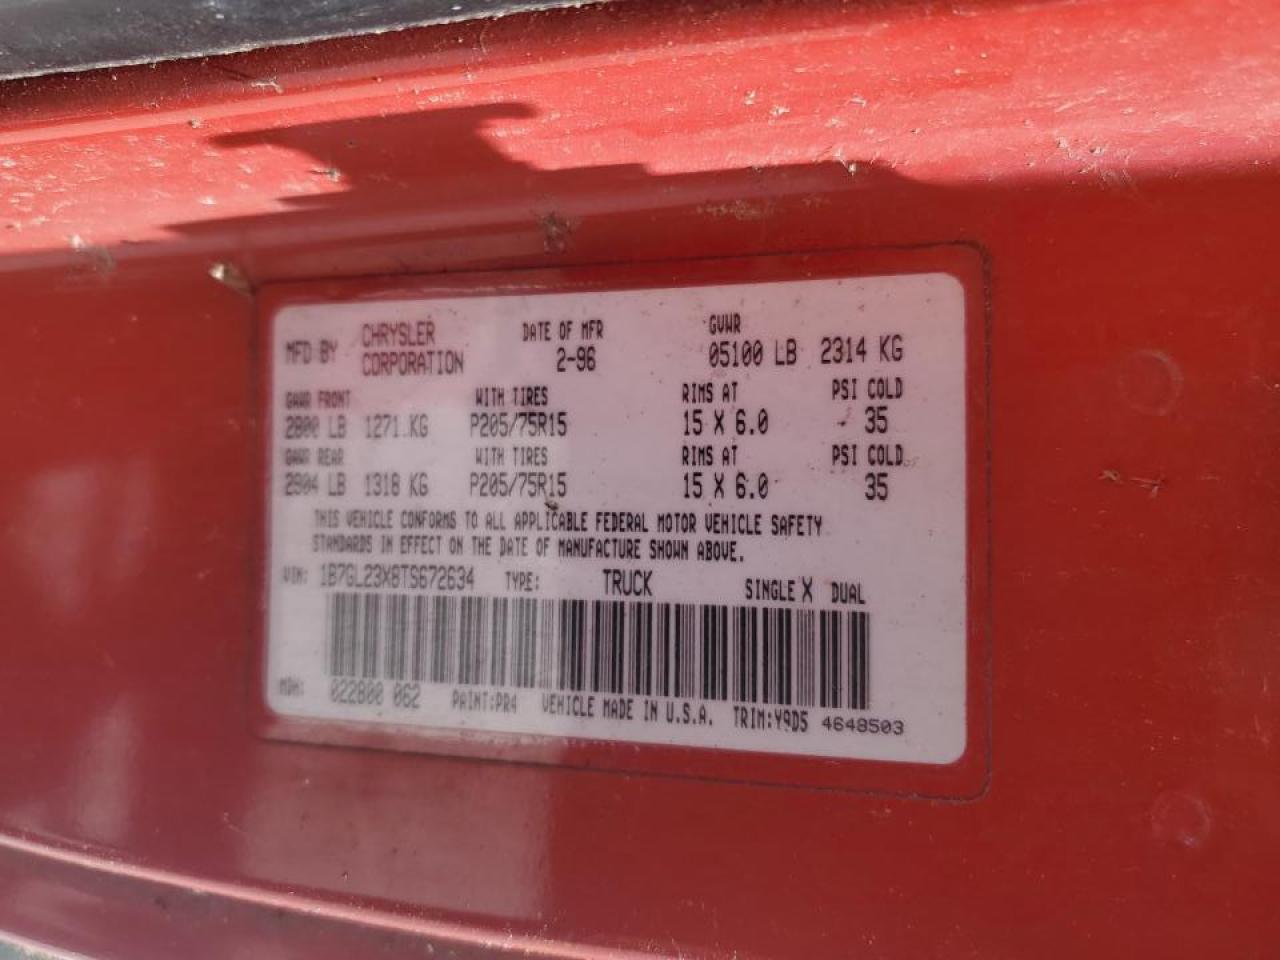 MFD BY CHRYSLER CORPORATION DATE OF MFR 2-96 GVWR 05100 LB 2314 KG
GAWR FRONT WITH TIRES RIMS AT PSI COLD
2800 LB 1271 KG P205/75R15 15 X 6.0 35
GAWR REAR WITH TIRES RIMS AT PSI COLD
2904 LB 1318 KG P205/75R15 15 X 6.0 35
THIS VEHICLE CONFORMS TO ALL APPLICABLE FEDERAL MOTOR VEHICLE SAFETY
STANDARDS IN EFFECT ON THE DATE OF MANUFACTURE SHOWN ABOVE.
VIN: 1B7GL23X8TS672634 TYPE: TRUCK SINGLE X DUAL
MDH: 022800 062 PAINT:PR4 VEHICLE MADE IN U.S.A. TRIM:Y9D5 4648503